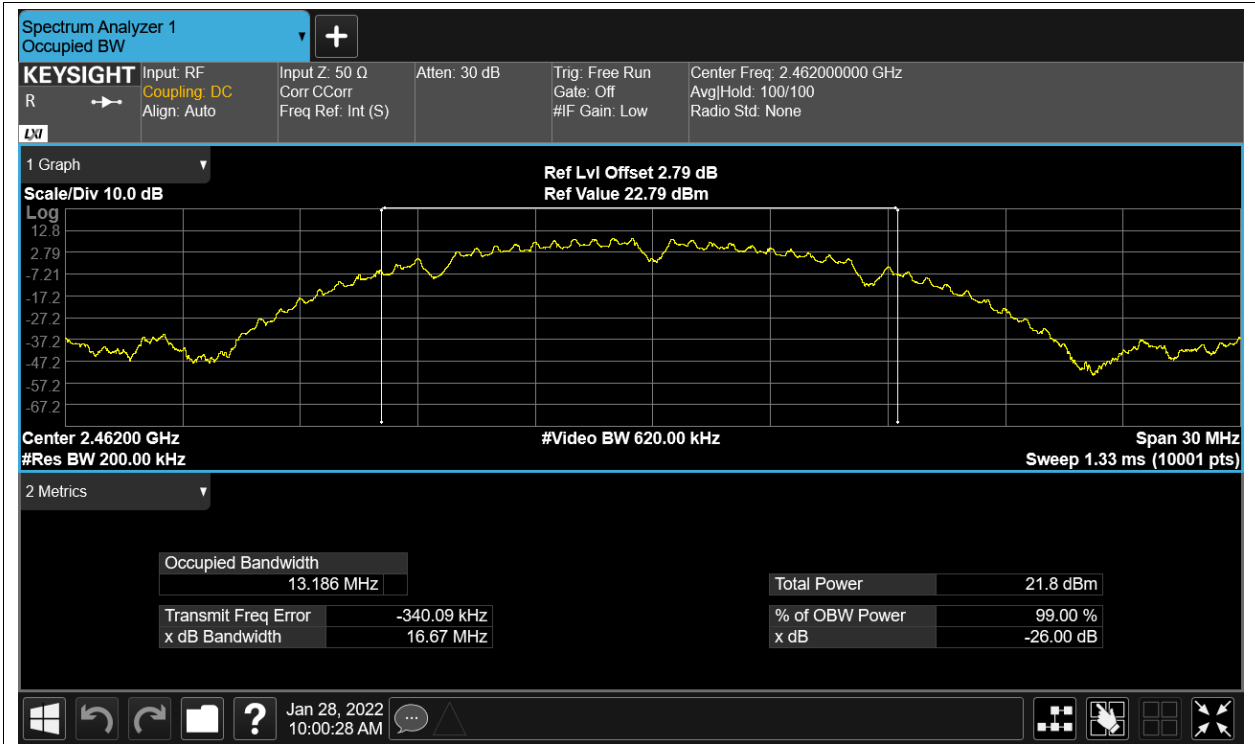 Spectrum Analyzer 1
Occupied BW
KEYSIGHT
R
LXI
Input: RF
Coupling: DC
Align: Auto
Input Z: 50 Ω
Corr CCorr
Freq Ref: Int (S)
Atten: 30 dB
Trig: Free Run
Gate: Off
#IF Gain: Low
Center Freq: 2.462000000 GHz
Avg|Hold: 100/100
Radio Std: None
1 Graph
Scale/Div 10.0 dB
Ref Lvl Offset 2.79 dB
Ref Value 22.79 dBm
Log
12.8
2.79
-7.21
-17.2
-27.2
-37.2
-47.2
-57.2
-67.2
Center 2.46200 GHz
#Video BW 620.00 kHz
Span 30 MHz
#Res BW 200.00 kHz
Sweep 1.33 ms (10001 pts)
2 Metrics
Occupied Bandwidth
13.186 MHz
Total Power 21.8 dBm
Transmit Freq Error -340.09 kHz
% of OBW Power 99.00 %
x dB Bandwidth 16.67 MHz
x dB -26.00 dB
?
Jan 28, 2022
10:00:28 AM